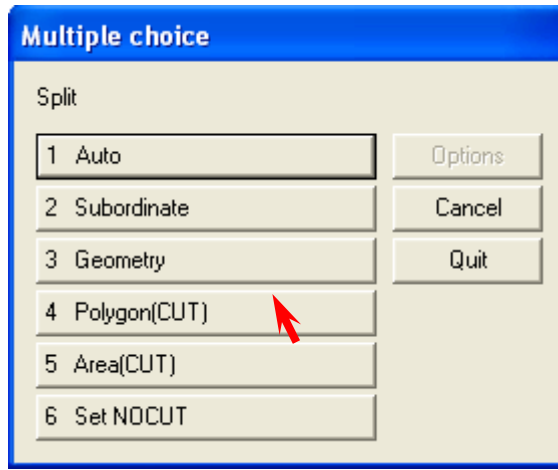 Multiple choice
Split
1 Auto
Options
2 Subordinate
Cancel
3 Geometry
Quit
4 Polygon(CUT)
5 Area(CUT)
6 Set NOCUT